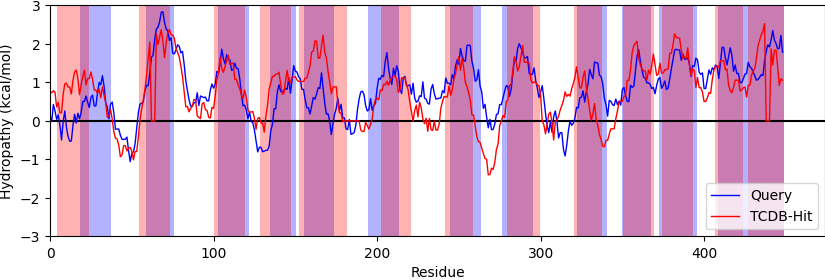 3
2
1
0
−1
−2
−3
Hydropathy (kcal/mol)
0 100 200 300 400
Residue
Query
TCDB-Hit